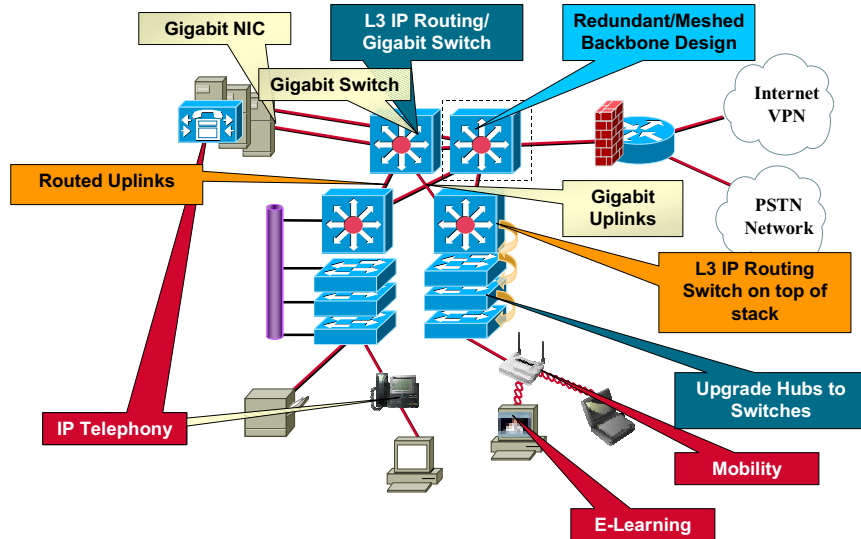 Gigabit NIC
L3 IP Routing/
Gigabit Switch
Redundant/Meshed
Backbone Design
Gigabit Switch
Internet
VPN
Routed Uplinks
Gigabit
Uplinks
PSTN
Network
L3 IP Routing
Switch on top of
stack
Upgrade Hubs to
Switches
IP Telephony
Mobility
E-Learning